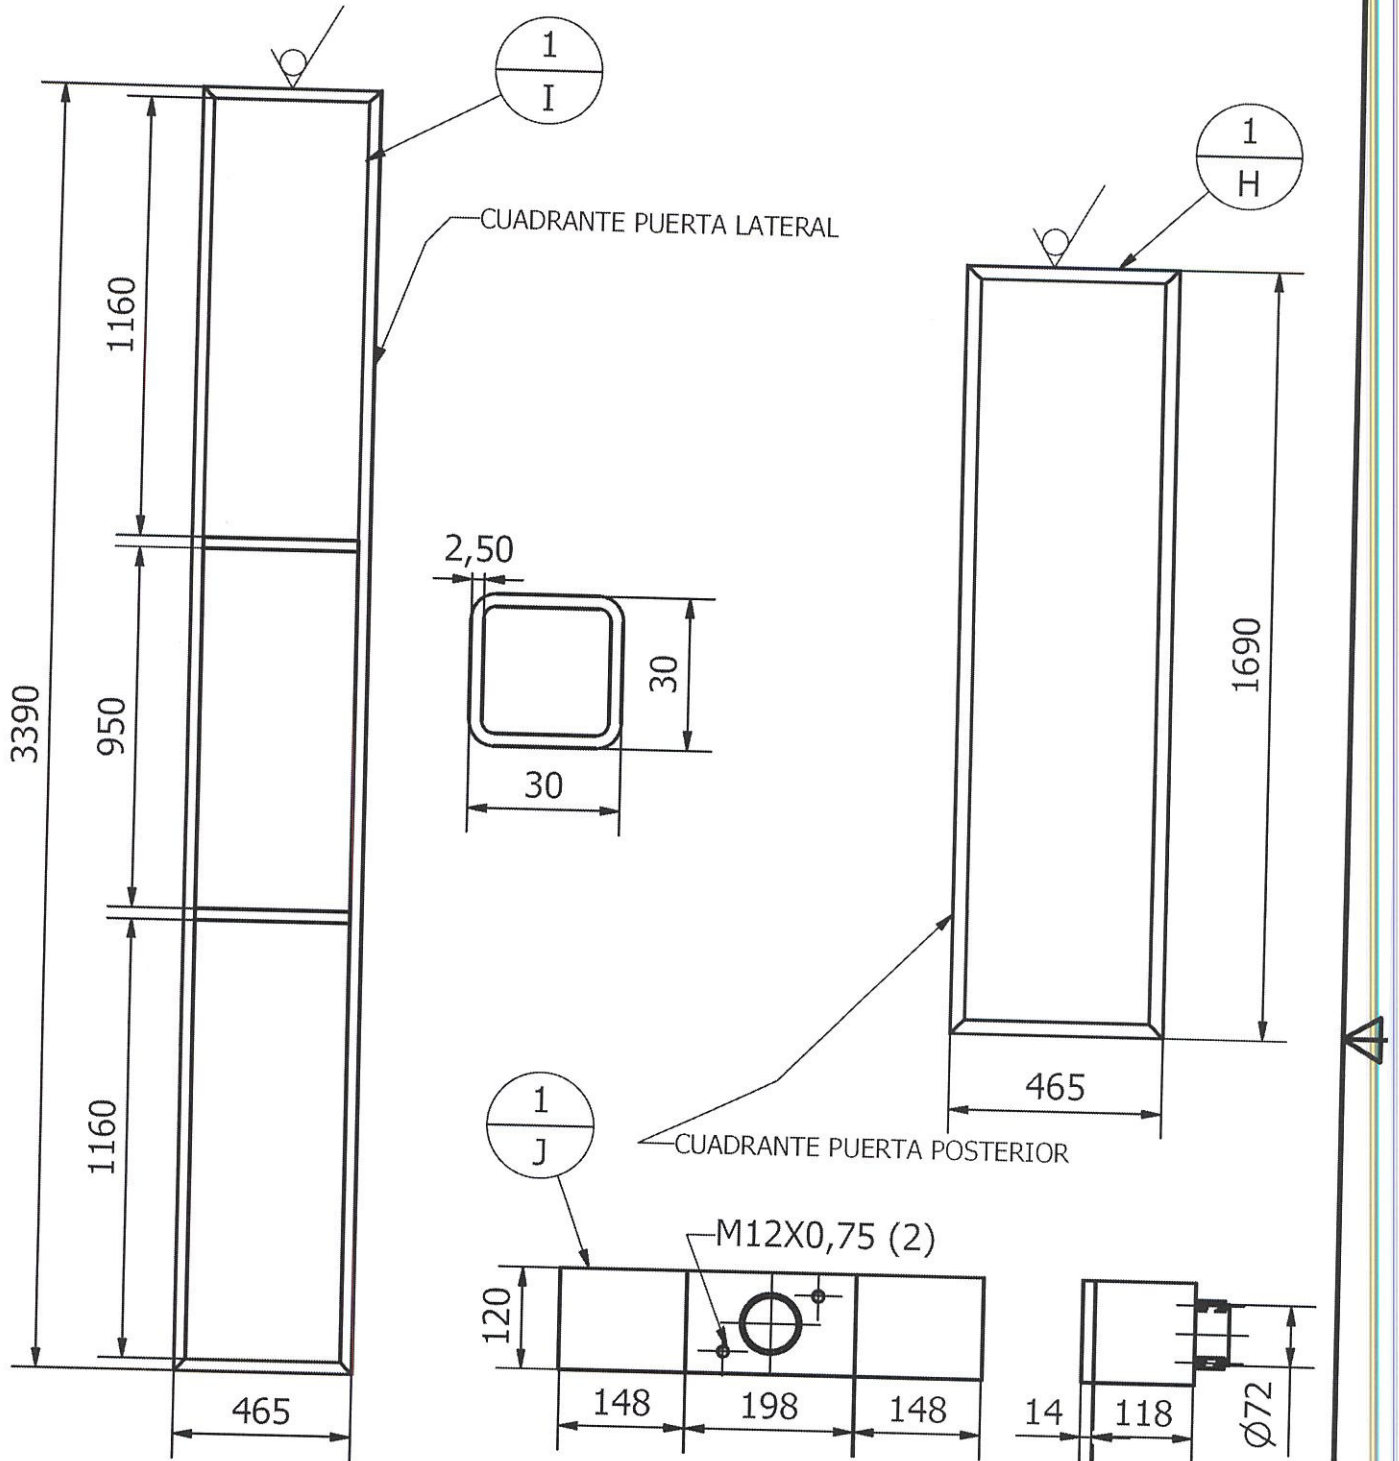 1
I
1
H
CUADRANTE PUERTA LATERAL
1160
2,50
30
1690
3390
950
30
465
1
J
CUADRANTE PUERTA POSTERIOR
1160
M12X0,75 (2)
120
465
148
198
148
14
118
Ø72